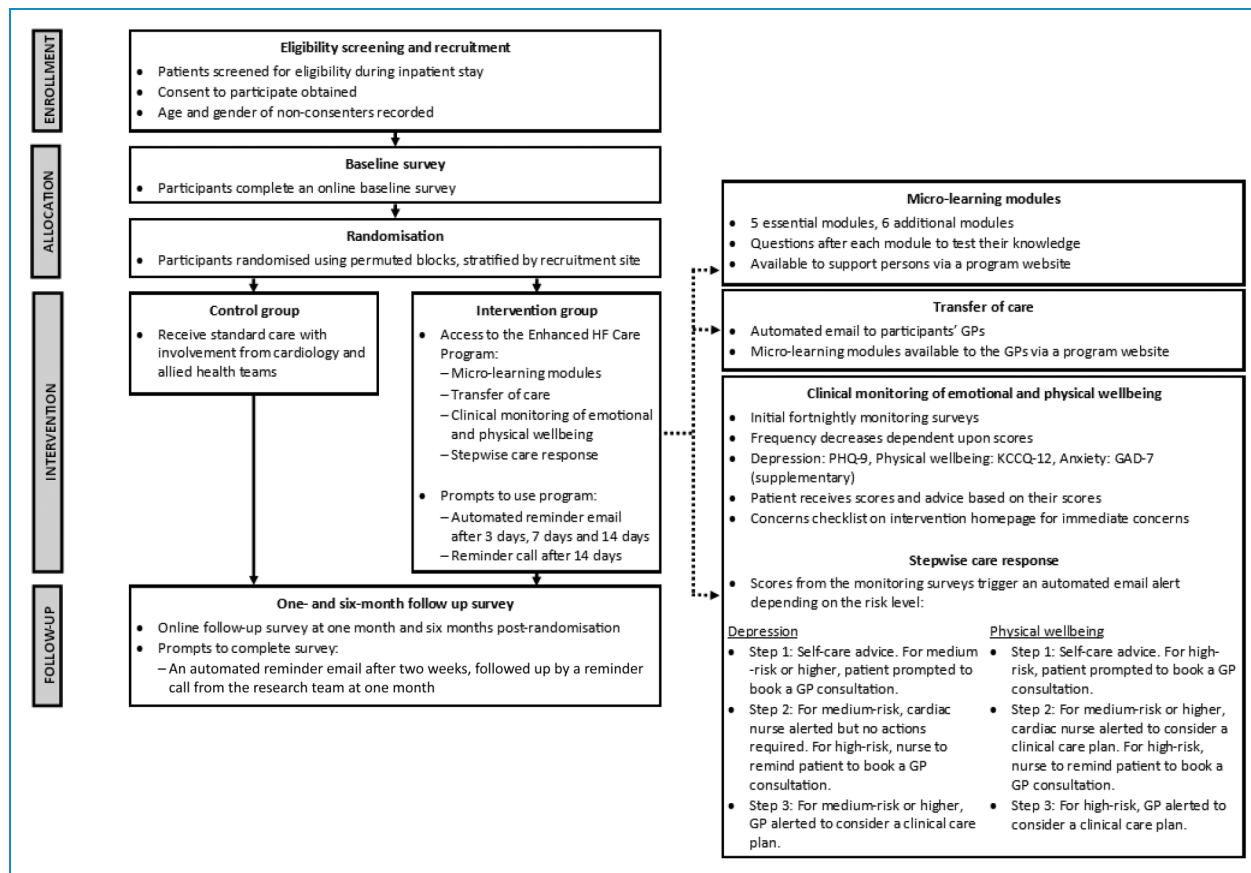 ENROLLMENT
Eligibility screening and recruitment
• Patients screened for eligibility during inpatient stay
• Consent to participate obtained
• Age and gender of non-consenters recorded
ALLOCATION
Baseline survey
• Participants complete an online baseline survey
Randomisation
• Participants randomised using permuted blocks, stratified by recruitment site
INTERVENTION
Control group
• Receive standard care with
involvement from cardiology and
allied health teams
Intervention group
• Access to the Enhanced HF Care
Program:
– Micro-learning modules
– Transfer of care
– Clinical monitoring of emotional
and physical wellbeing
– Stepwise care response
• Prompts to use program:
– Automated reminder email
after 3 days, 7 days and 14 days
– Reminder call after 14 days
FOLLOW-UP
One- and six-month follow up survey
• Online follow-up survey at one month and six months post-randomisation
• Prompts to complete survey:
– An automated reminder email after two weeks, followed up by a reminder
call from the research team at one month
Micro-learning modules
• 5 essential modules, 6 additional modules
• Questions after each module to test their knowledge
• Available to support persons via a program website
Transfer of care
• Automated email to participants’ GPs
• Micro-learning modules available to the GPs via a program website
Clinical monitoring of emotional and physical wellbeing
• Initial fortnightly monitoring surveys
• Frequency decreases dependent upon scores
• Depression: PHQ-9, Physical wellbeing: KCCQ-12, Anxiety: GAD-7
(supplementary)
• Patient receives scores and advice based on their scores
• Concerns checklist on intervention homepage for immediate concerns
Stepwise care response
• Scores from the monitoring surveys trigger an automated email alert
depending on the risk level:
Depression
• Step 1: Self-care advice. For medium
-risk or higher, patient prompted to
book a GP consultation.
• Step 2: For medium-risk, cardiac
nurse alerted but no actions
required. For high-risk, nurse to
remind patient to book a GP
consultation.
• Step 3: For medium-risk or higher,
GP alerted to consider a clinical care
plan.
Physical wellbeing
• Step 1: Self-care advice. For high-
risk, patient prompted to book a GP
consultation.
• Step 2: For medium-risk or higher,
cardiac nurse alerted to consider a
clinical care plan. For high-risk,
nurse to remind patient to book a
GP consultation.
• Step 3: For high-risk, GP alerted to
consider a clinical care plan.